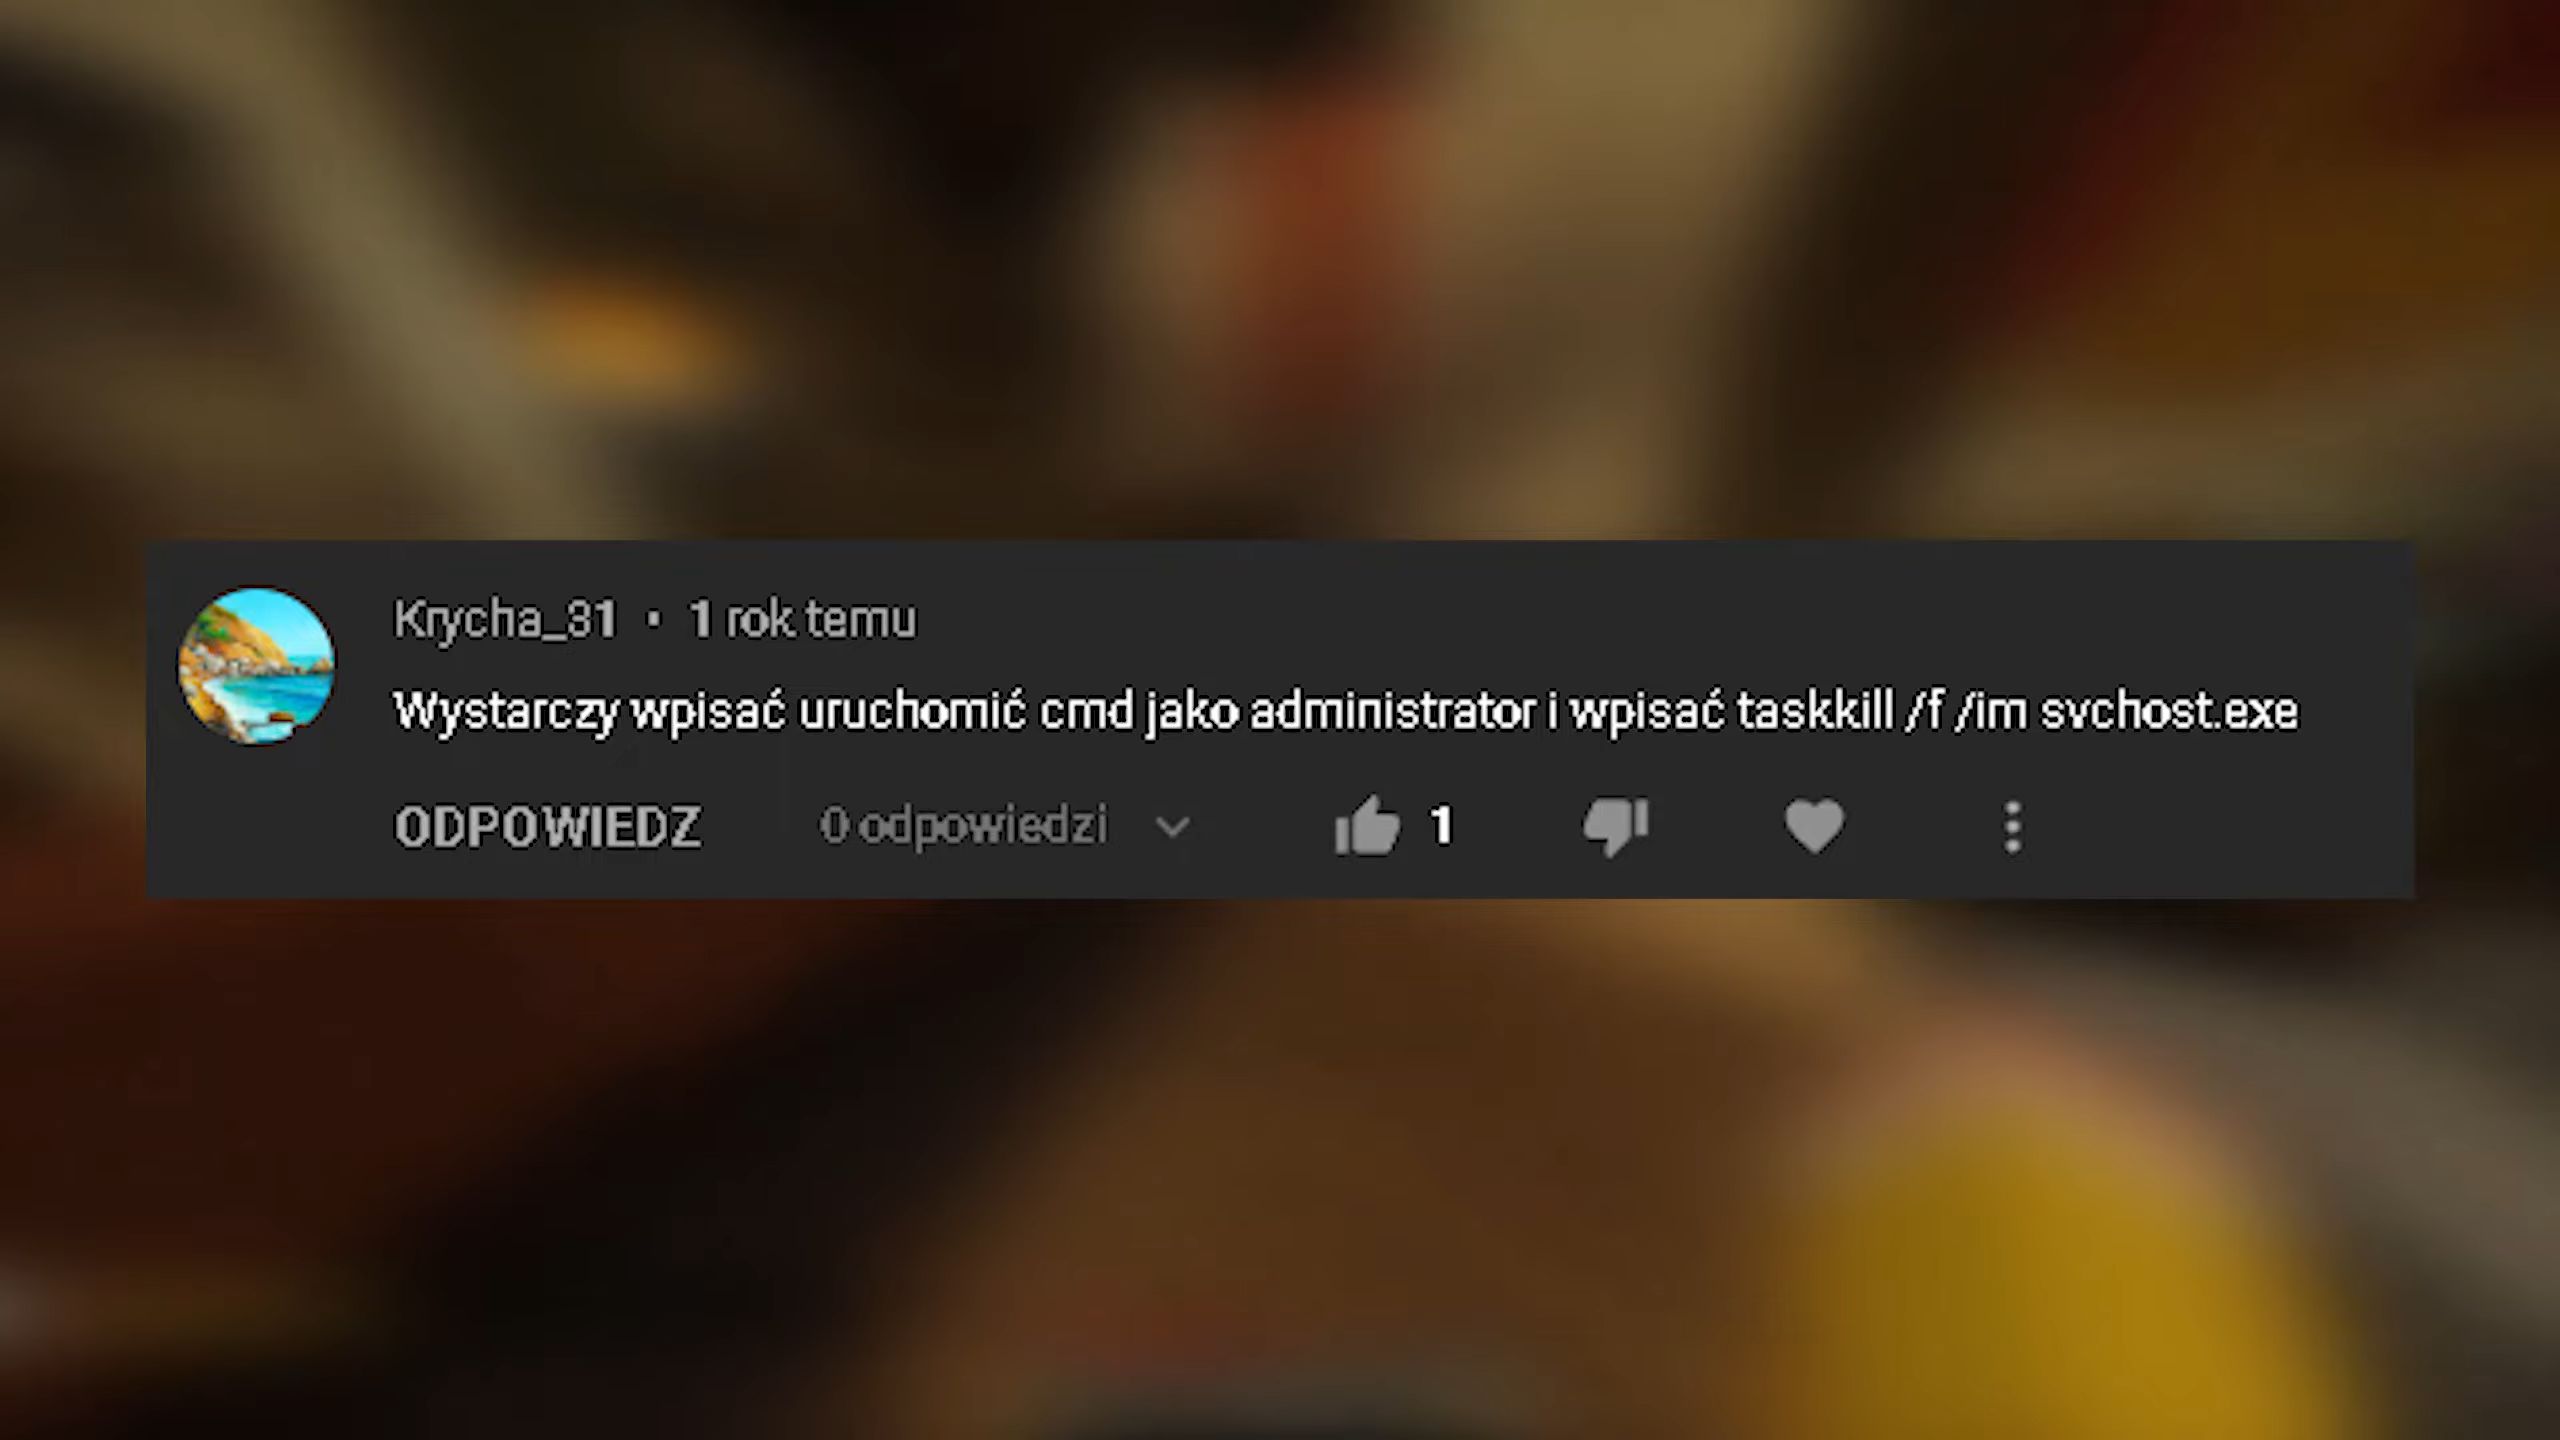 Krycha_31 • 1 rok temu
Wystarczy wpisać uruchomić cmd jako administrator i wpisać taskkill /f /im svchost.exe
ODPOWIEDZ 0 odpowiedzi 1